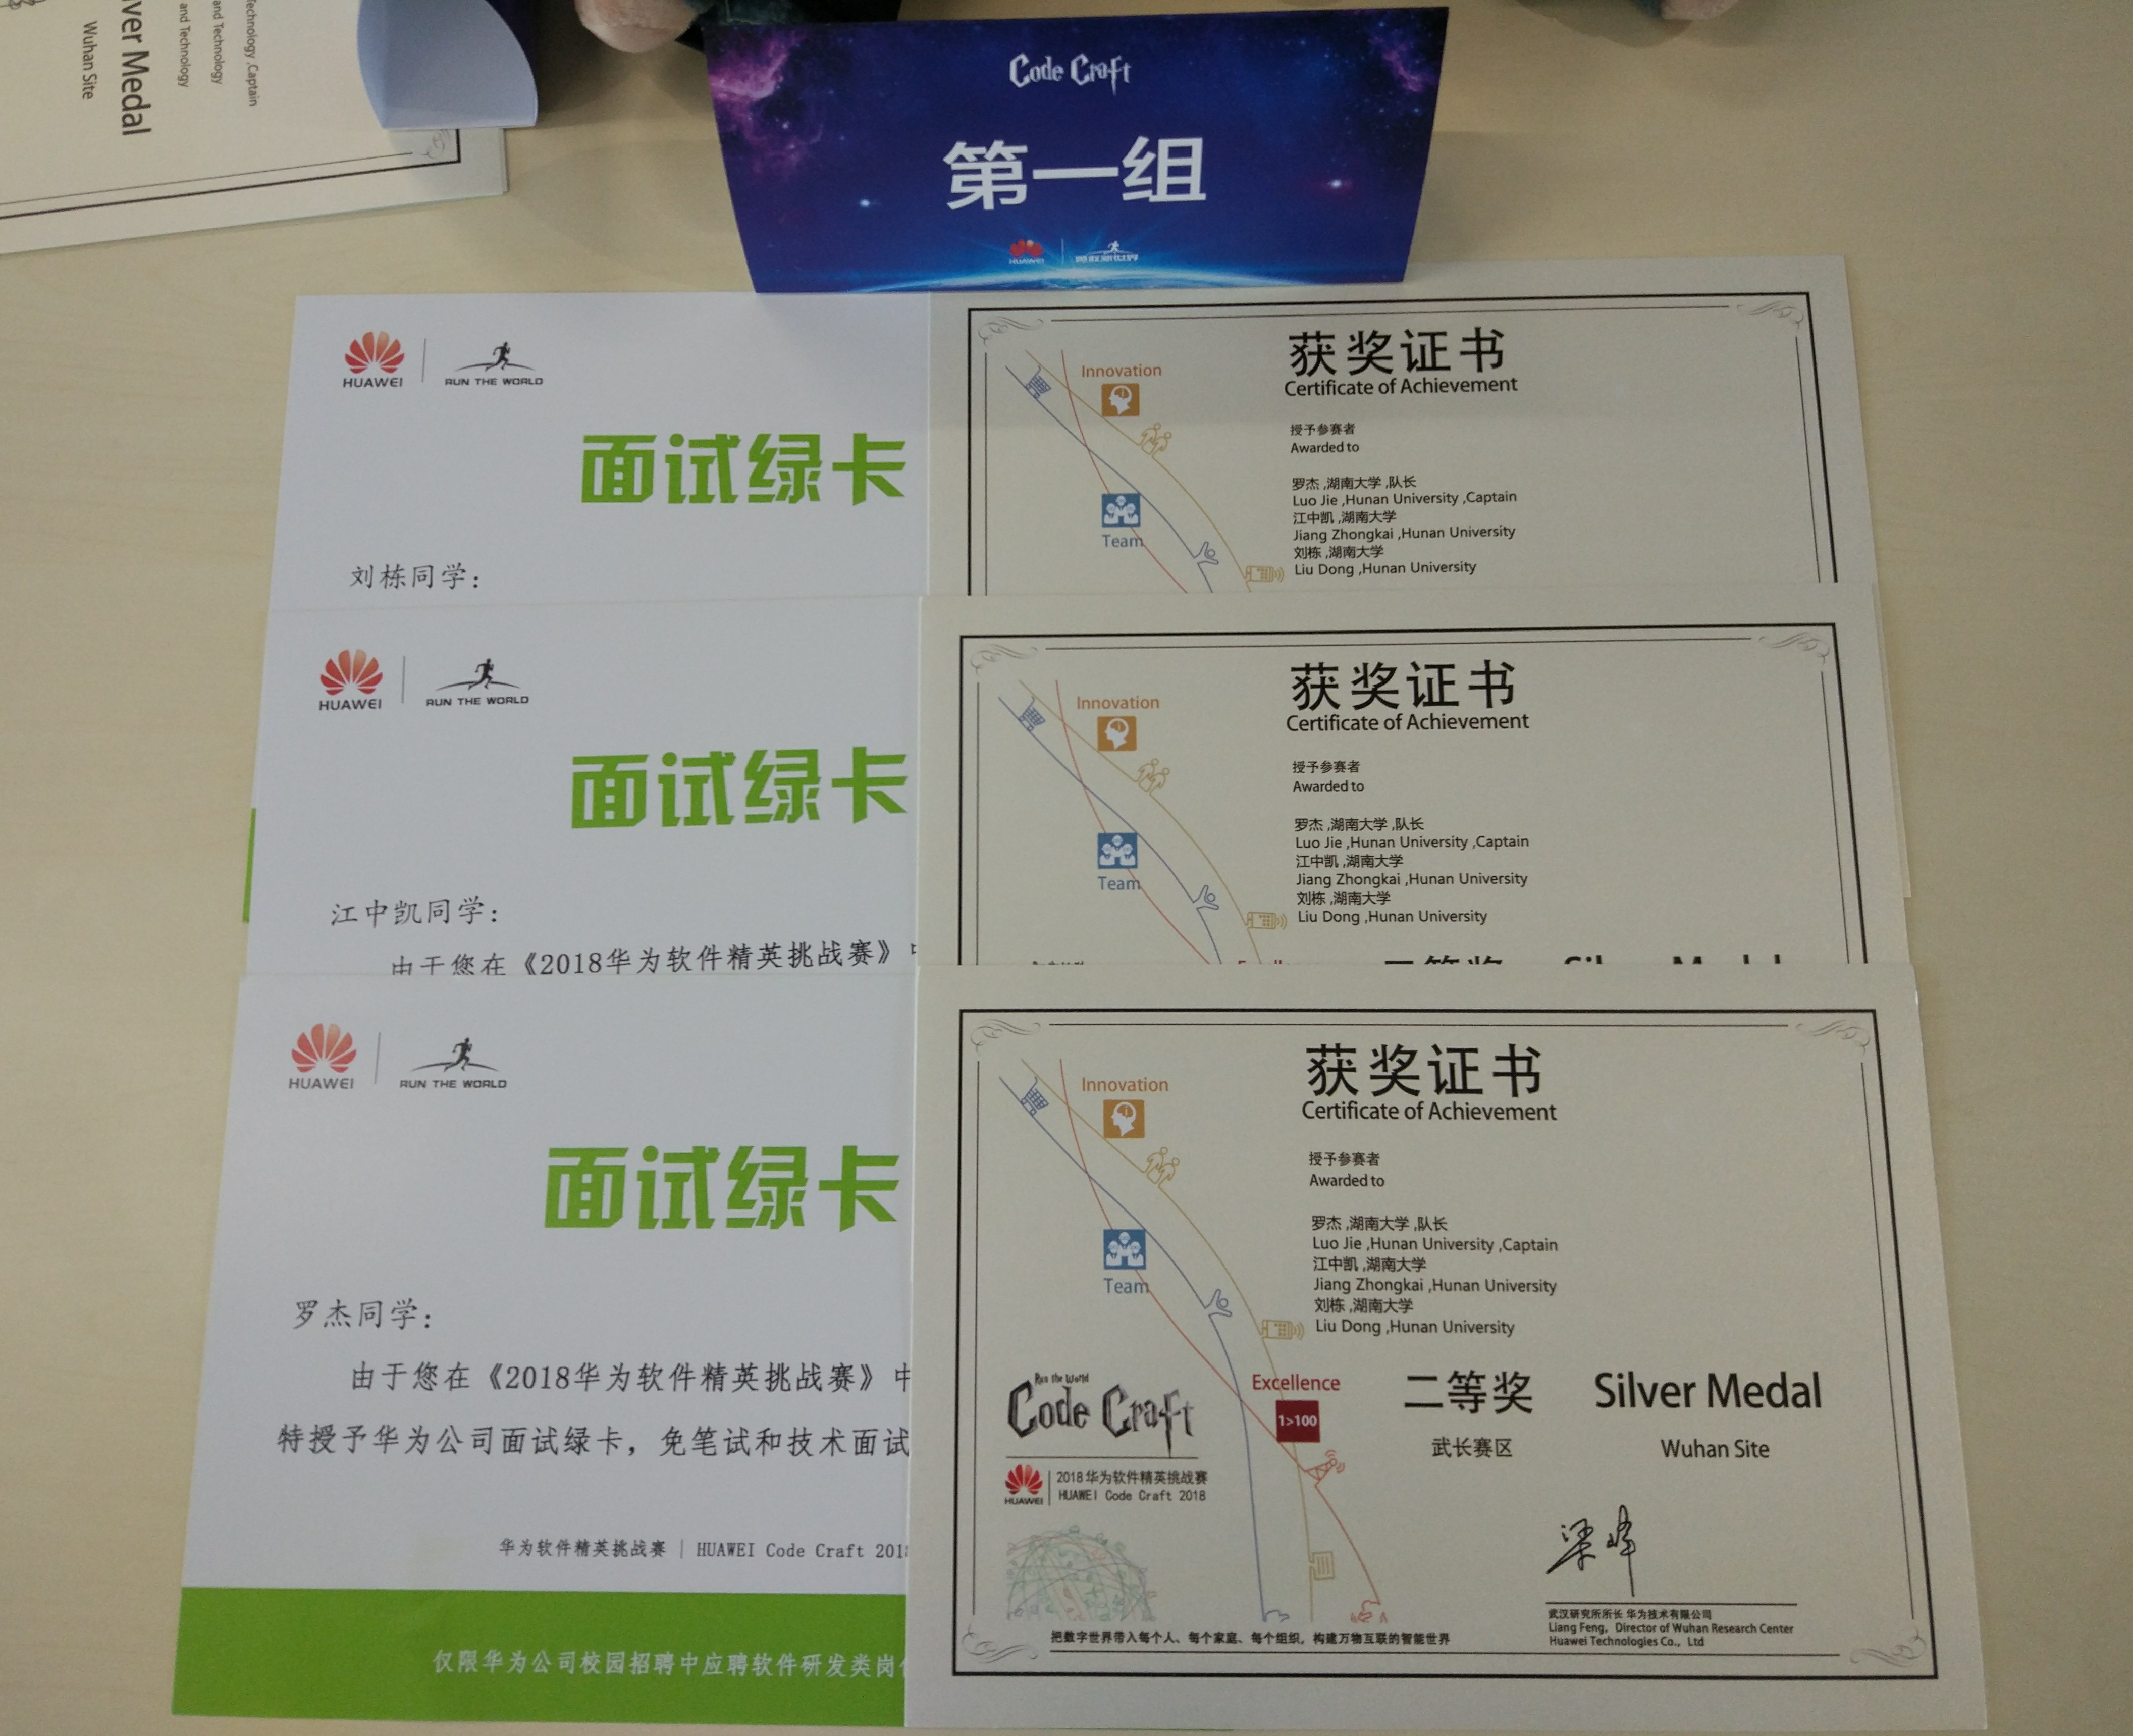 Technology ,Captain
and Technology
and Technology
ver Medal
Wuhan Site
Code Craft
第一组
HUAWEI
HUAWEI
RUN THE WORLD
面试绿卡
刘栋同学：
获奖证书
Certificate of Achievement
Innovation
授予参赛者
Awarded to
罗杰 ,湖南大学 ,队长
Luo Jie ,Hunan University ,Captain
江中凯 ,湖南大学
Jiang Zhongkai ,Hunan University
刘栋 ,湖南大学
Liu Dong ,Hunan University
Team
HUAWEI
RUN THE WORLD
面试绿卡
江中凯同学：
由于您在《2018华为软件精英挑战赛》
获奖证书
Certificate of Achievement
Innovation
授予参赛者
Awarded to
罗杰 ,湖南大学 ,队长
Luo Jie ,Hunan University ,Captain
江中凯 ,湖南大学
Jiang Zhongkai ,Hunan University
刘栋 ,湖南大学
Liu Dong ,Hunan University
Team
二等奖 Silver Medal
HUAWEI
RUN THE WORLD
面试绿卡
罗杰同学：
由于您在《2018华为软件精英挑战赛》中
特授予华为公司面试绿卡，免笔试和技术面试
华为软件精英挑战赛 | HUAWEI Code Craft 2018
仅限华为公司校园招聘中应聘软件研发类岗
获奖证书
Certificate of Achievement
Innovation
授予参赛者
Awarded to
罗杰 ,湖南大学 ,队长
Luo Jie ,Hunan University ,Captain
江中凯 ,湖南大学
Jiang Zhongkai ,Hunan University
刘栋 ,湖南大学
Liu Dong ,Hunan University
Team
Excellence
1>100
二等奖 Silver Medal
武长赛区 Wuhan Site
Run the World
Code Craft
HUAWEI
2018华为软件精英挑战赛
HUAWEI Code Craft 2018
梁峰
武汉研究所所长 华为技术有限公司
Liang Feng, Director of Wuhan Research Center
Huawei Technologies Co., Ltd
把数字世界带入每个人、每个家庭、每个组织，构建万物互联的智能世界